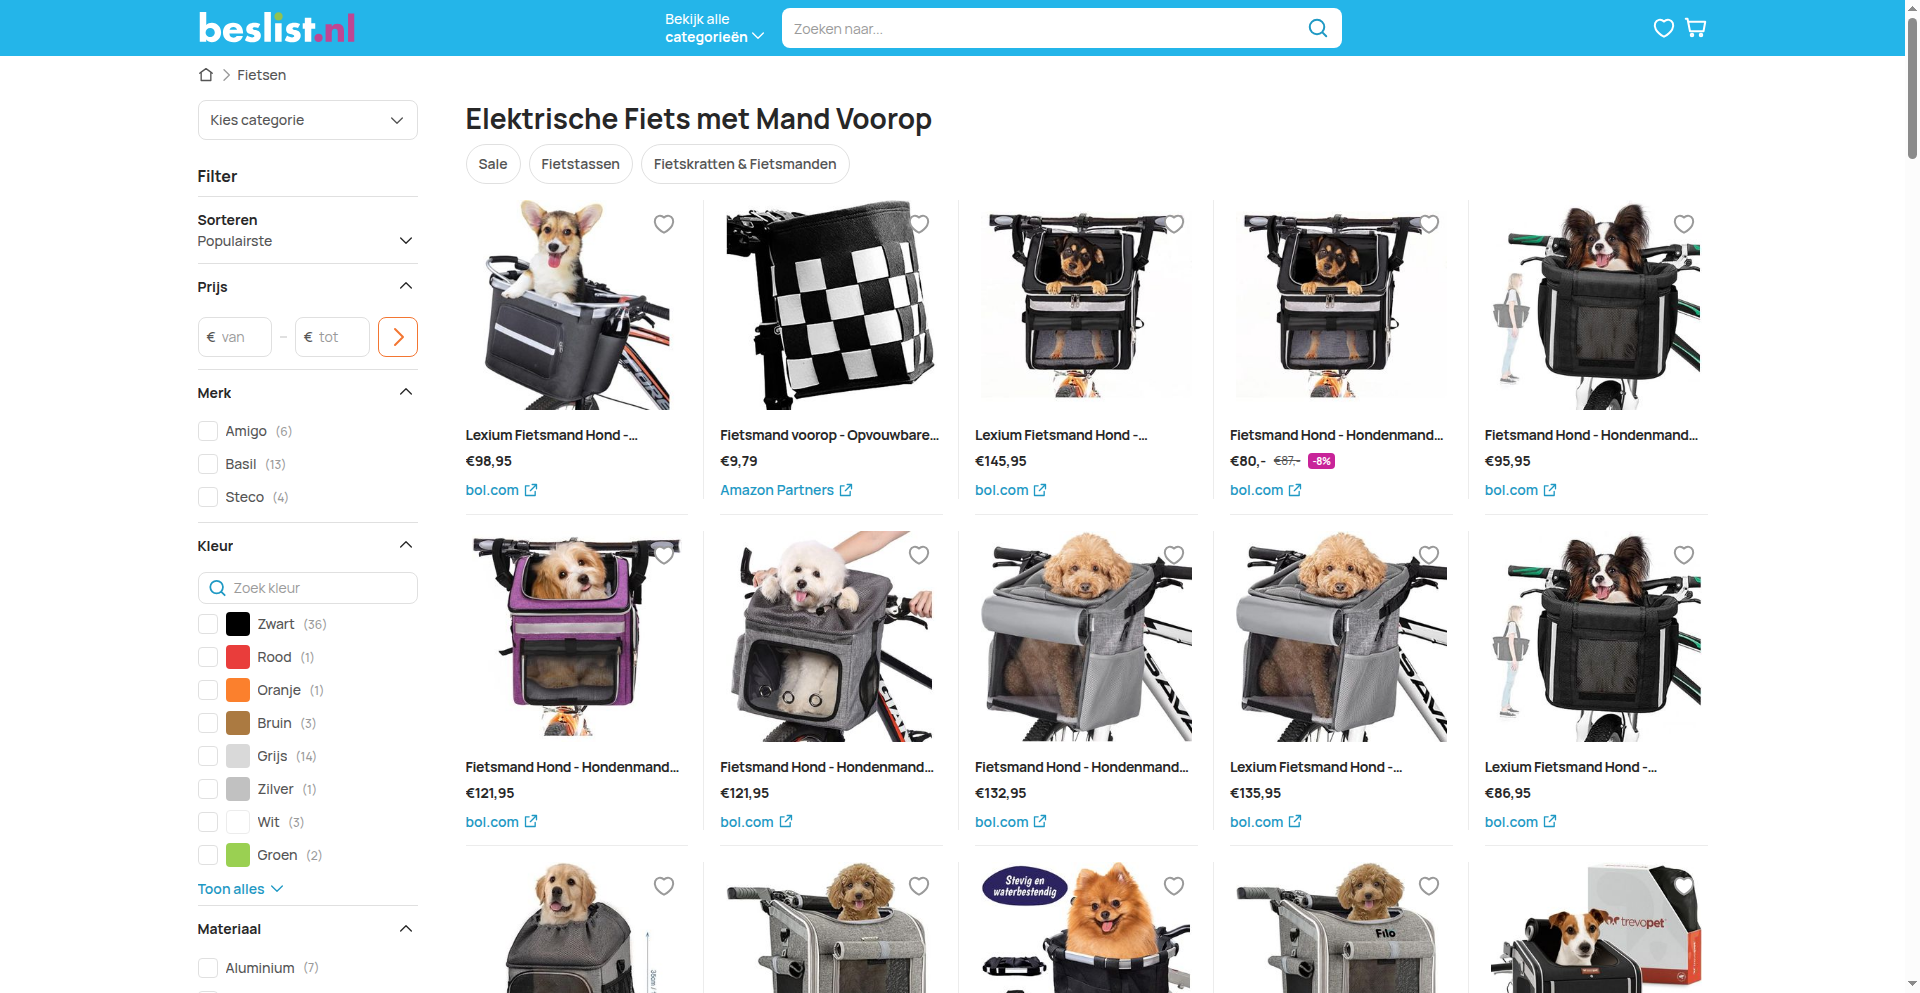 beslist.nl
Bekijk alle
categorieën
Zoeken naar...
Fietsen
Kies categorie
Filter
Sorteren
Populairste
Prijs
€ van
–
€ tot
Merk
Amigo (6)
Basil (13)
Steco (4)
Kleur
Zoek kleur
Zwart (36)
Rood (1)
Oranje (1)
Bruin (3)
Grijs (14)
Zilver (1)
Wit (3)
Groen (2)
Toon alles
Materiaal
Aluminium (7)
Elektrische Fiets met Mand Voorop
Sale
Fietstassen
Fietskratten & Fietsmanden
Lexium Fietsmand Hond -...
€98,95
bol.com
Fietsmand voorop - Opvouwbare...
€9,79
Amazon Partners
Lexium Fietsmand Hond -...
€145,95
bol.com
Fietsmand Hond - Hondenmand...
€80,- €87,- -8%
bol.com
Fietsmand Hond - Hondenmand...
€95,95
bol.com
Fietsmand Hond - Hondenmand...
€121,95
bol.com
Fietsmand Hond - Hondenmand...
€121,95
bol.com
Fietsmand Hond - Hondenmand...
€132,95
bol.com
Lexium Fietsmand Hond -...
€135,95
bol.com
Lexium Fietsmand Hond -...
€86,95
bol.com
Stevig en
waterbestendig
Filo
trevopet